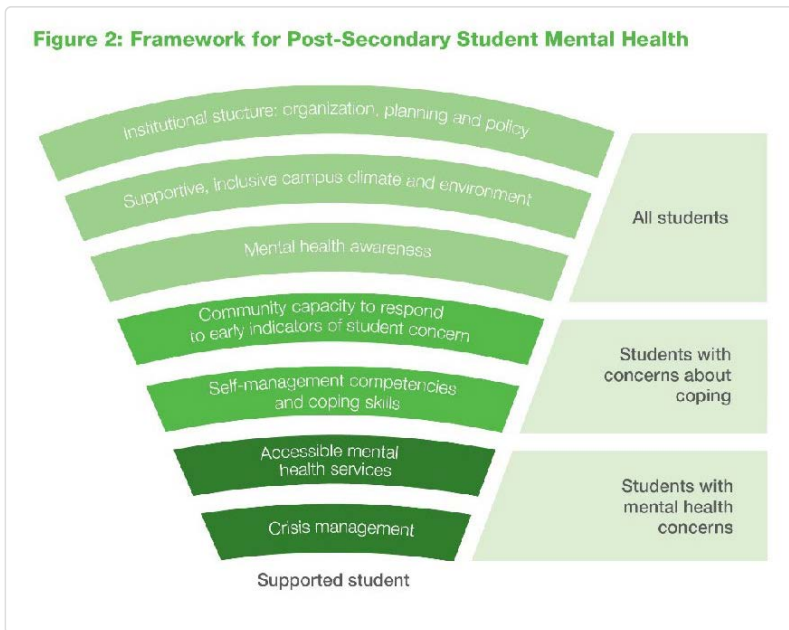 Figure 2: Framework for Post-Secondary Student Mental Health
Institutional stucture: organization, planning and policy
Supportive, inclusive campus climate and environment
Mental health awareness
All students
Community capacity to respond
to early indicators of student concern
Self-management competencies
and coping skills
Students with
concerns about
coping
Accessible mental
health services
Crisis management
Students with
mental health
concerns
Supported student